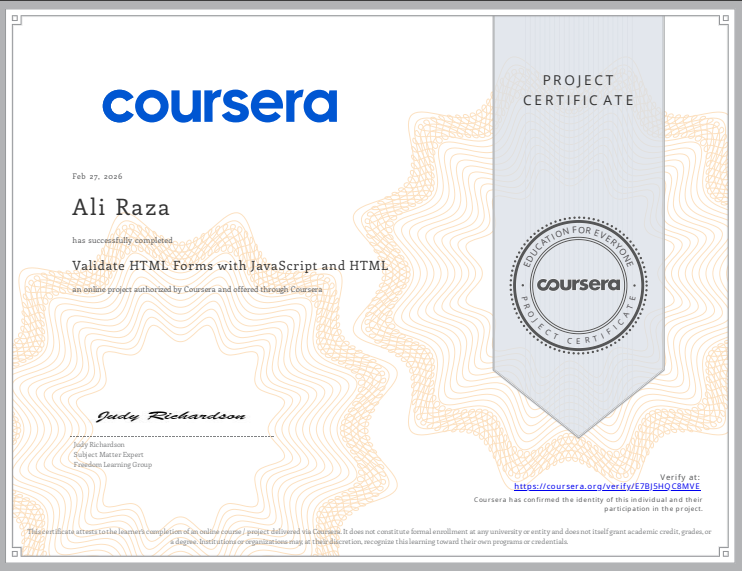 PROJECT
CERTIFICATE
coursera
Feb 27, 2026
Ali Raza
has successfully completed
Validate HTML Forms with JavaScript and HTML
an online project authorized by Coursera and offered through Coursera
EDUCATION FOR EVERYONE
coursera
PROJECT CERTIFICATE
Judy Richardson
Judy Richardson
Subject Matter Expert
Freedom Learning Group
Verify at:
https://coursera.org/verify/E7BJ5HQC8MVE
Coursera has confirmed the identity of this individual and their
participation in the project.
This certificate attests to the learner's completion of an online course / project delivered via Coursera. It does not constitute formal enrollment at any university or entity and does not itself grant academic credit, grades, or
a degree. Institutions or organizations may, at their discretion, recognize this learning toward their own programs or credentials.